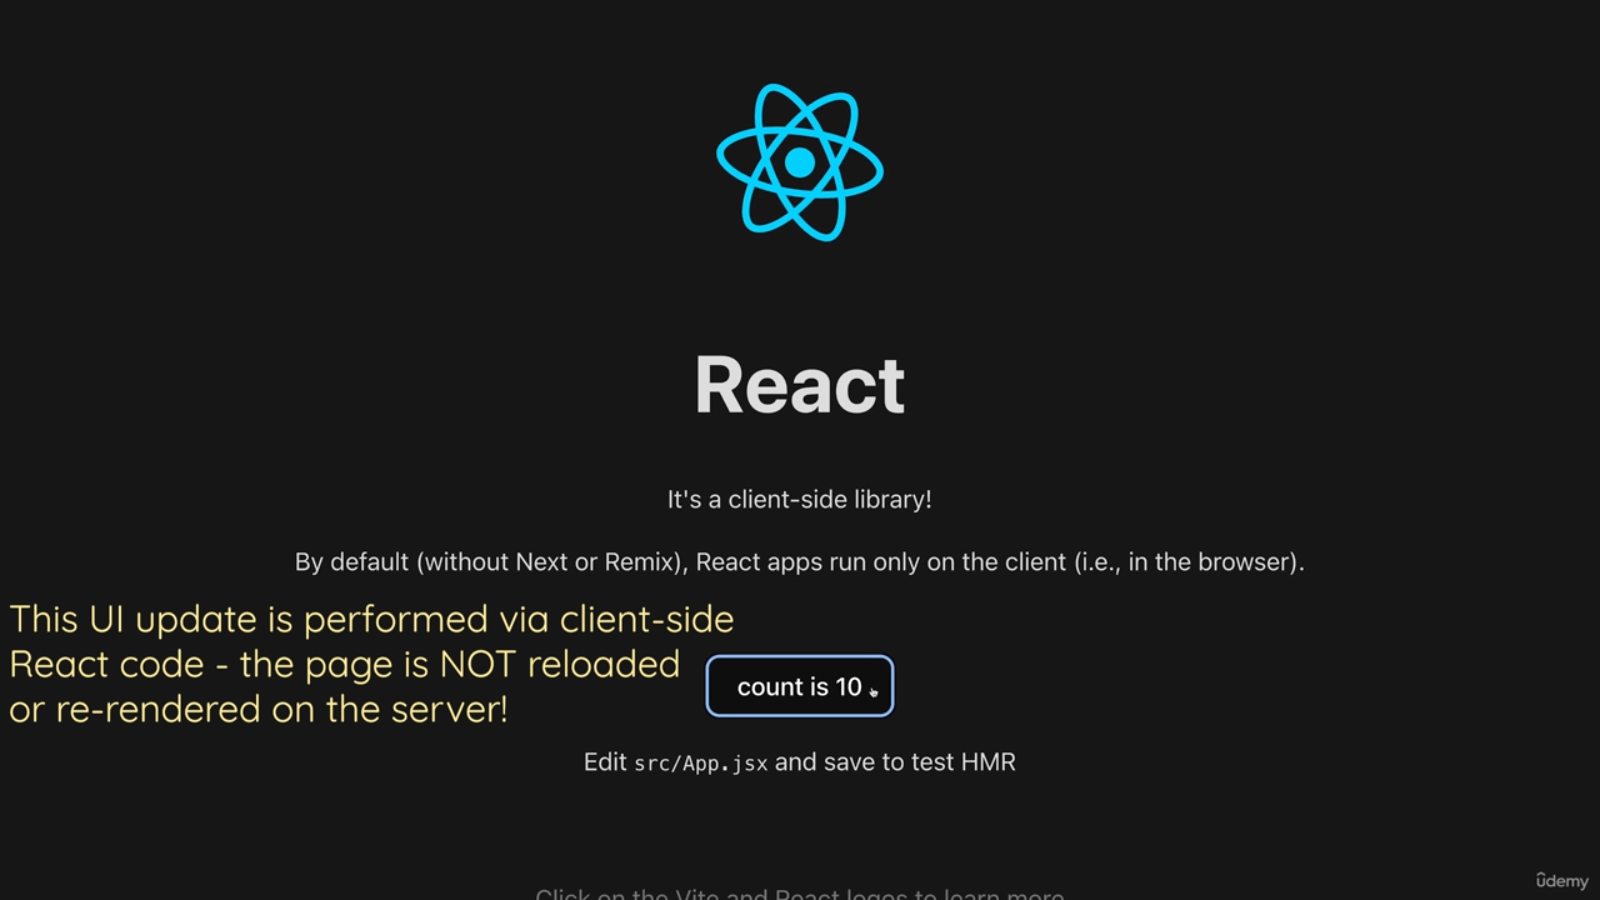 React
It's a client-side library!
By default (without Next or Remix), React apps run only on the client (i.e., in the browser).
This UI update is performed via client-side
React code - the page is NOT reloaded
or re-rendered on the server!
count is 10
Edit src/App.jsx and save to test HMR
Click on the Vite and React logos to learn more
ûdemy